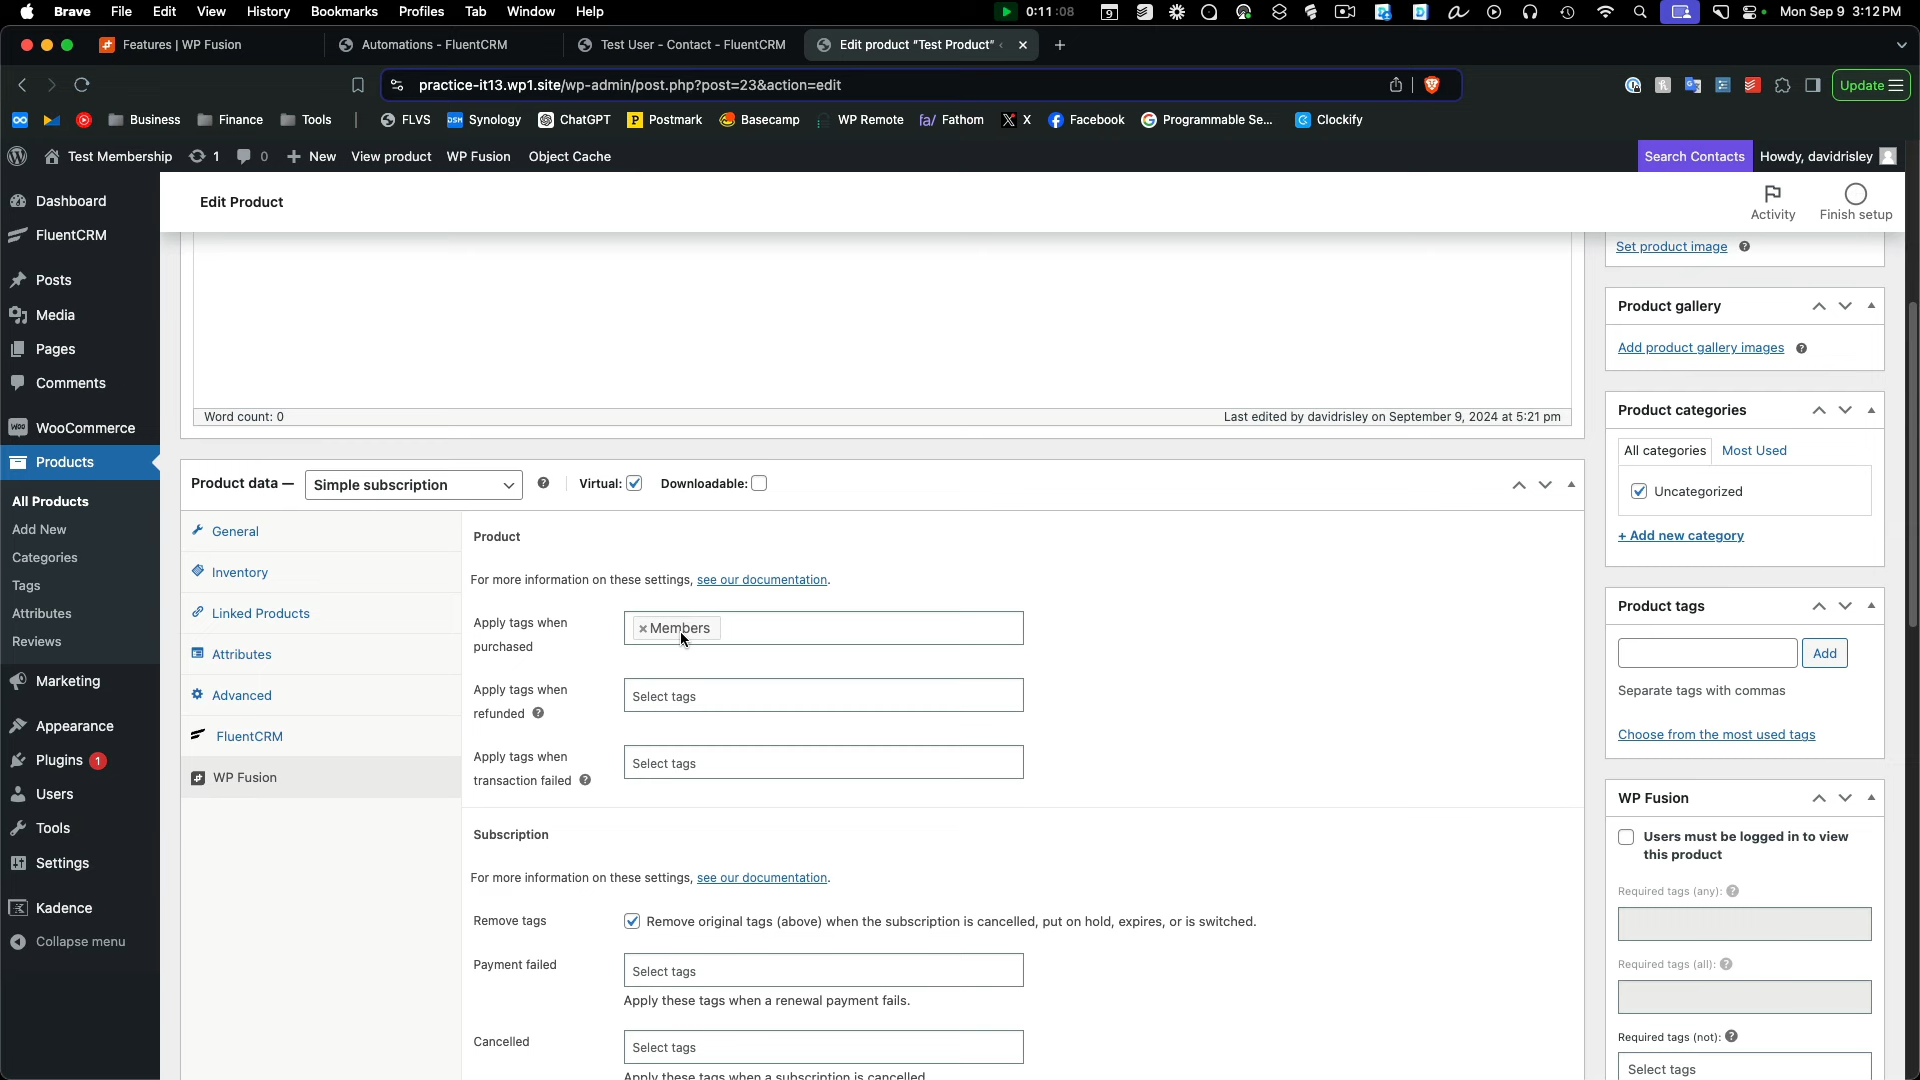 Brave File Edit View History Bookmarks Profiles Tab Window Help 0:11:08 9 Mon Sep 9 3:12 PM
Features | WP Fusion Automations - FluentCRM Test User - Contact - FluentCRM Edit product "Test Product"
practice-it13.wp1.site/wp-admin/post.php?post=23&action=edit Update
Business Finance Tools FLVS DSM Synology ChatGPT Postmark Basecamp WP Remote fa/ Fathom X Facebook Programmable Se... Clockify
Test Membership 1 0 New View product WP Fusion Object Cache Search Contacts Howdy, davidrisley
Edit Product
Activity
Finish setup
Dashboard
FluentCRM
Posts
Media
Pages
Comments
WooCommerce
Products
All Products
Add New
Categories
Tags
Attributes
Reviews
Marketing
Appearance
Plugins 1
Users
Tools
Settings
Kadence
Collapse menu
Word count: 0 Last edited by davidrisley on September 9, 2024 at 5:21 pm
Product data — Simple subscription Virtual: Downloadable:
General
Inventory
Linked Products
Attributes
Advanced
FluentCRM
WP Fusion
Product
For more information on these settings, see our documentation.
Apply tags when
purchased
× Members
Apply tags when
refunded
Select tags
Apply tags when
transaction failed
Select tags
Subscription
For more information on these settings, see our documentation.
Remove tags
Remove original tags (above) when the subscription is cancelled, put on hold, expires, or is switched.
Payment failed
Select tags
Apply these tags when a renewal payment fails.
Cancelled
Select tags
Apply these tags when a subscription is cancelled
Set product image
Product gallery
Add product gallery images
Product categories
All categories Most Used
Uncategorized
+ Add new category
Product tags
Add
Separate tags with commas
Choose from the most used tags
WP Fusion
Users must be logged in to view
this product
Required tags (any):
Required tags (all):
Required tags (not):
Select tags